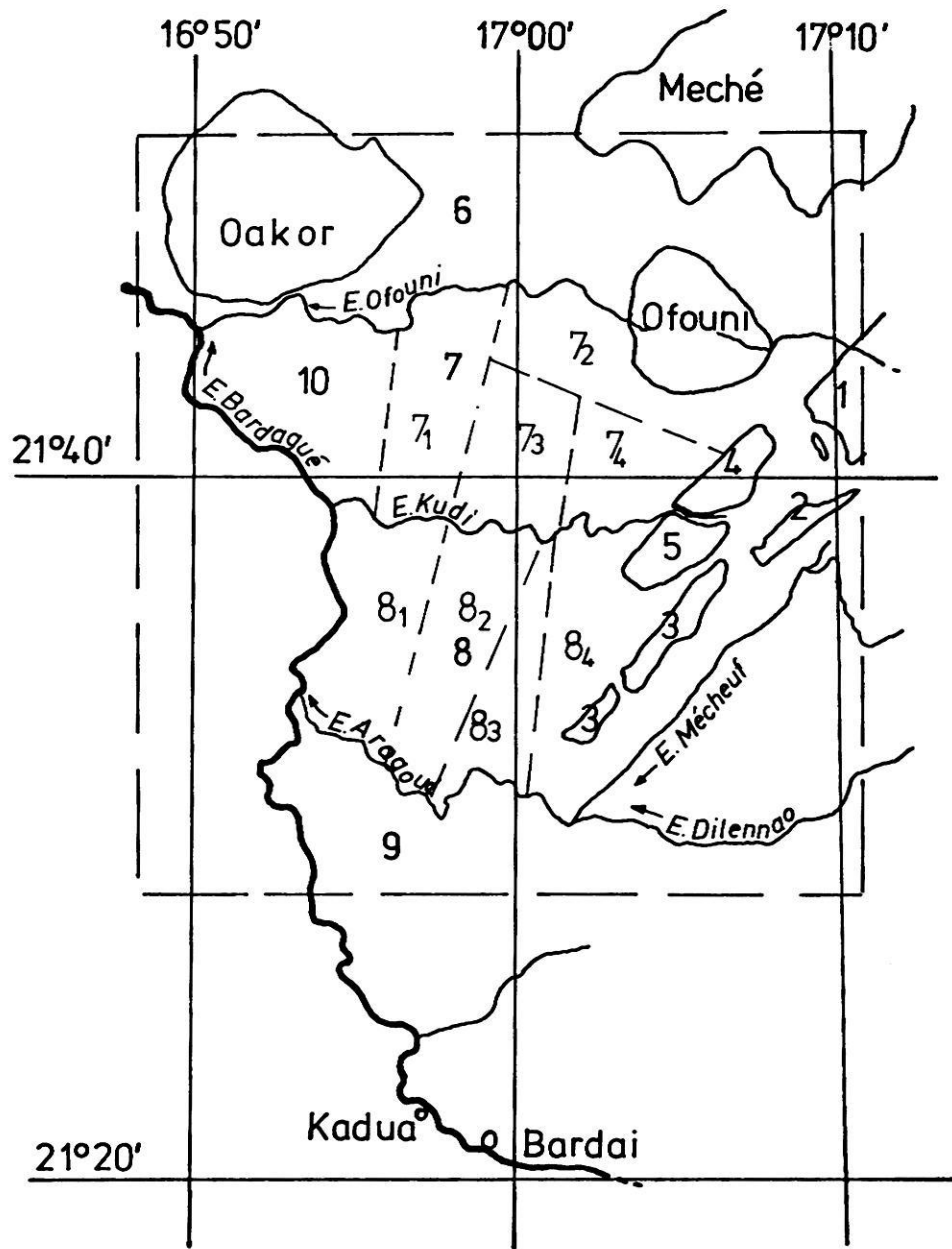 16°50'
17°00'
17°10'
Meché
6
Oakor
E.Ofouni
Ofouni
7₂
10
7
1
E.Bardagué
7₁
7₃
7₄
4
21°40'
E.Kudi
2
5
8₁
8₂
3
8
8₄
8₃
3
E.Mécheuf
E.Aragoua
E.Dilennao
9
Kadua
Bardai
21°20'